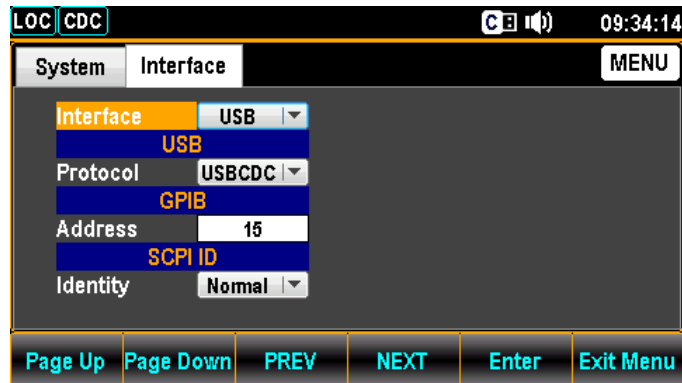 LOC CDC C 09:34:14
System Interface MENU
Interface USB
USB
Protocol USBCDC
GPIB
Address 15
SCPI ID
Identity Normal
Page Up Page Down PREV NEXT Enter Exit Menu